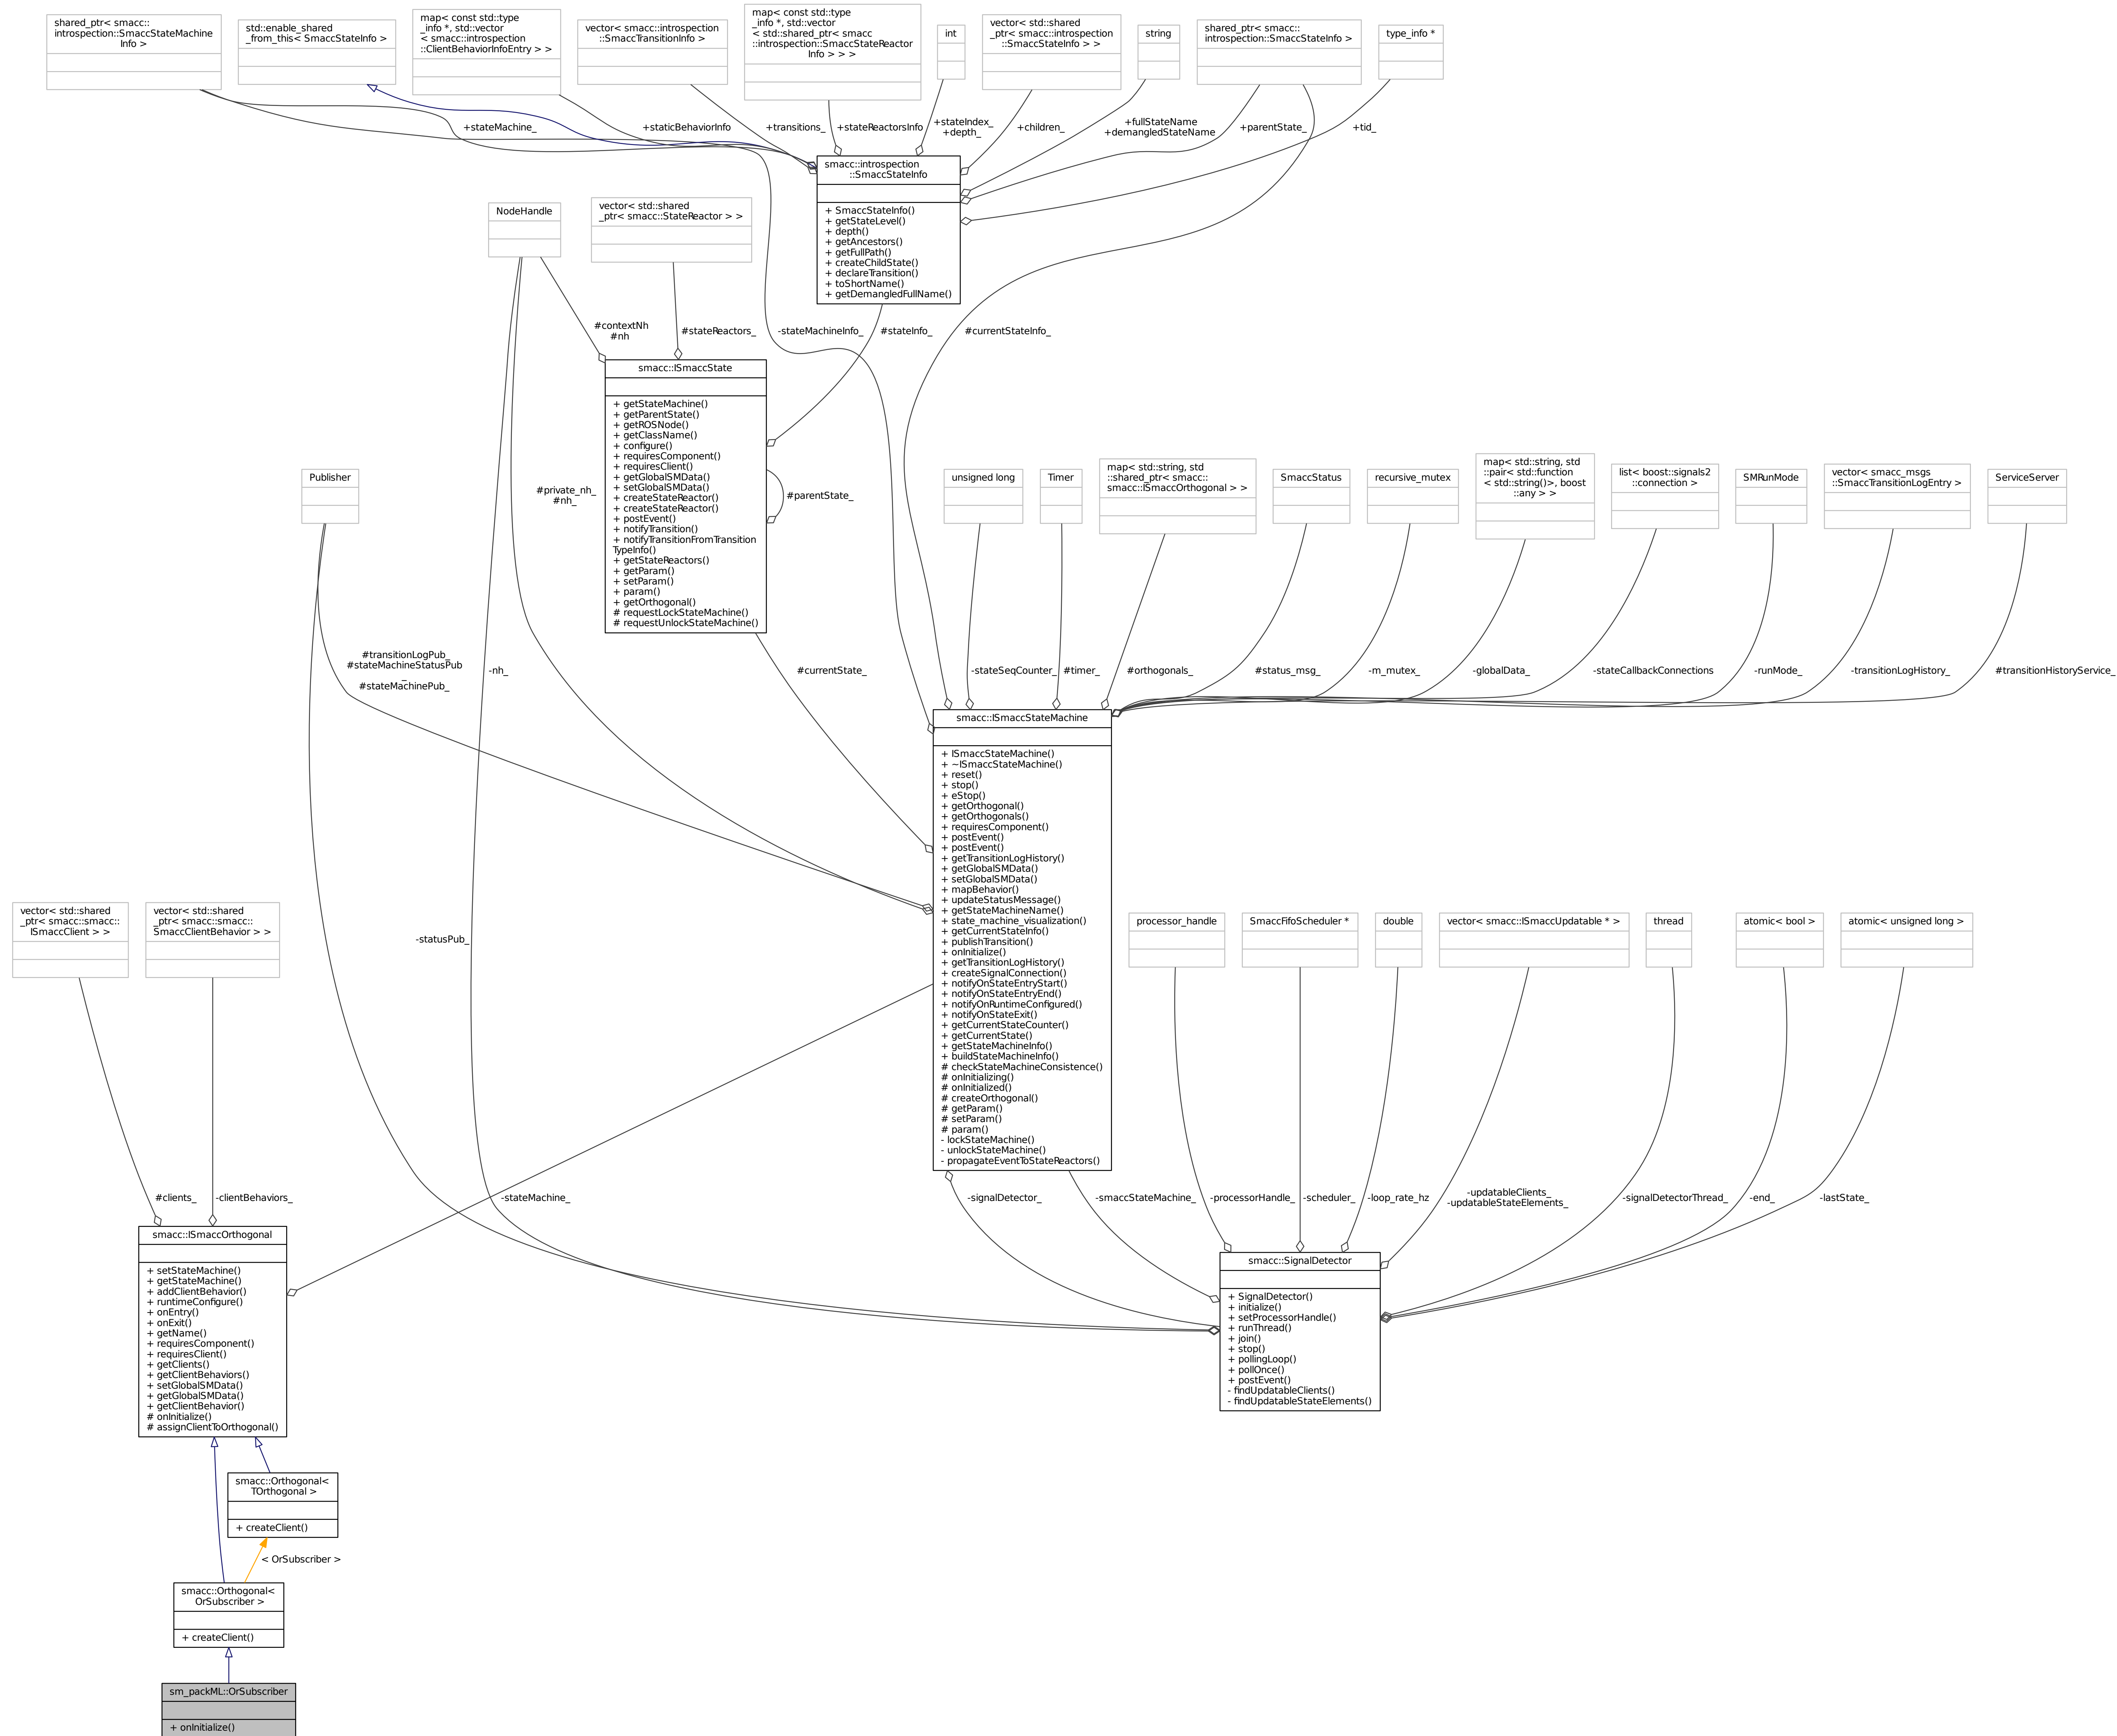 shared_ptr< smacc::
introspection::SmaccStateMachine
Info >
std::enable_shared
_from_this< SmaccStateInfo >
map< const std::type
_info *, std::vector
< smacc::introspection
::ClientBehaviorInfoEntry > >
vector< smacc::introspection
::SmaccTransitionInfo >
map< const std::type
_info *, std::vector
< std::shared_ptr< smacc
::introspection::SmaccStateReactor
Info > > >
int
vector< std::shared
_ptr< smacc::introspection
::SmaccStateInfo > >
string
shared_ptr< smacc::
introspection::SmaccStateInfo >
type_info *
+stateMachine_
+staticBehaviorInfo
+transitions_
+stateReactorsInfo
+stateIndex_
+depth_
+children_
+fullStateName
+demangledStateName
+parentState_
+tid_
smacc::introspection
::SmaccStateInfo
+ SmaccStateInfo()
+ getStateLevel()
+ depth()
+ getAncestors()
+ getFullPath()
+ createChildState()
+ declareTransition()
+ toShortName()
+ getDemangledFullName()
NodeHandle
vector< std::shared
_ptr< smacc::StateReactor > >
#contextNh
#nh
#stateReactors_
-stateMachineInfo_
#stateInfo_
#currentStateInfo_
smacc::ISmaccState
+ getStateMachine()
+ getParentState()
+ getROSNode()
+ getClassName()
+ configure()
+ requiresComponent()
+ requiresClient()
+ getGlobalSMData()
+ setGlobalSMData()
+ createStateReactor()
+ createStateReactor()
+ postEvent()
+ notifyTransition()
+ notifyTransitionFromTransition
TypeInfo()
+ getStateReactors()
+ getParam()
+ setParam()
+ param()
+ getOrthogonal()
# requestLockStateMachine()
# requestUnlockStateMachine()
#parentState_
Publisher
#private_nh_
#nh_
unsigned long
Timer
map< std::string, std
::shared_ptr< smacc::
smacc::ISmaccOrthogonal > >
SmaccStatus
recursive_mutex
map< std::string, std
::pair< std::function
< std::string()>, boost
::any > >
list< boost::signals2
::connection >
SMRunMode
vector< smacc_msgs
::SmaccTransitionLogEntry >
ServiceServer
#transitionLogPub_
#stateMachineStatusPub
_
#stateMachinePub_
-nh_
#currentState_
-stateSeqCounter_
#timer_
#orthogonals_
#status_msg_
-m_mutex_
-globalData_
-stateCallbackConnections
-runMode_
-transitionLogHistory_
#transitionHistoryService_
smacc::ISmaccStateMachine
+ ISmaccStateMachine()
+ ~ISmaccStateMachine()
+ reset()
+ stop()
+ eStop()
+ getOrthogonal()
+ getOrthogonals()
+ requiresComponent()
+ postEvent()
+ postEvent()
+ getTransitionLogHistory()
+ getGlobalSMData()
+ setGlobalSMData()
+ mapBehavior()
+ updateStatusMessage()
+ getStateMachineName()
+ state_machine_visualization()
+ getCurrentStateInfo()
+ publishTransition()
+ onInitialize()
+ getTransitionLogHistory()
+ createSignalConnection()
+ notifyOnStateEntryStart()
+ notifyOnStateEntryEnd()
+ notifyOnRuntimeConfigured()
+ notifyOnStateExit()
+ getCurrentStateCounter()
+ getCurrentState()
+ getStateMachineInfo()
+ buildStateMachineInfo()
# checkStateMachineConsistence()
# onInitializing()
# onInitialized()
# createOrthogonal()
# getParam()
# setParam()
# param()
- lockStateMachine()
- unlockStateMachine()
- propagateEventToStateReactors()
vector< std::shared
_ptr< smacc::smacc::
ISmaccClient > >
vector< std::shared
_ptr< smacc::smacc::
SmaccClientBehavior > >
-statusPub_
processor_handle
SmaccFifoScheduler *
double
vector< smacc::ISmaccUpdatable * >
thread
atomic< bool >
atomic< unsigned long >
#clients_
-clientBehaviors_
-stateMachine_
-signalDetector_
-smaccStateMachine_
-processorHandle_
-scheduler_
-loop_rate_hz
-updatableClients_
-updatableStateElements_
-signalDetectorThread_
-end_
-lastState_
smacc::ISmaccOrthogonal
+ setStateMachine()
+ getStateMachine()
+ addClientBehavior()
+ runtimeConfigure()
+ onEntry()
+ onExit()
+ getName()
+ requiresComponent()
+ requiresClient()
+ getClients()
+ getClientBehaviors()
+ setGlobalSMData()
+ getGlobalSMData()
+ getClientBehavior()
# onInitialize()
# assignClientToOrthogonal()
smacc::SignalDetector
+ SignalDetector()
+ initialize()
+ setProcessorHandle()
+ runThread()
+ join()
+ stop()
+ pollingLoop()
+ pollOnce()
+ postEvent()
- findUpdatableClients()
- findUpdatableStateElements()
smacc::Orthogonal<
TOrthogonal >
+ createClient()
< OrSubscriber >
smacc::Orthogonal<
OrSubscriber >
+ createClient()
sm_packML::OrSubscriber
+ onInitialize()